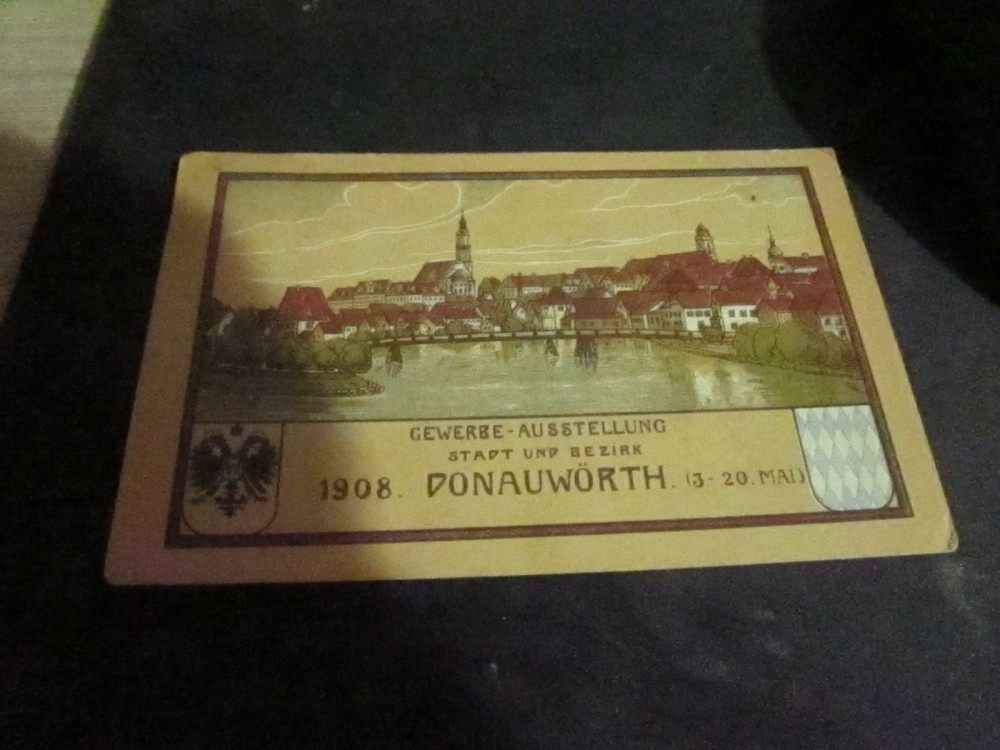 GEWERBE-AUSSTELLUNG
STADT UND BEZIRK
1908. DONAUWÖRTH. (3-20. MAI)